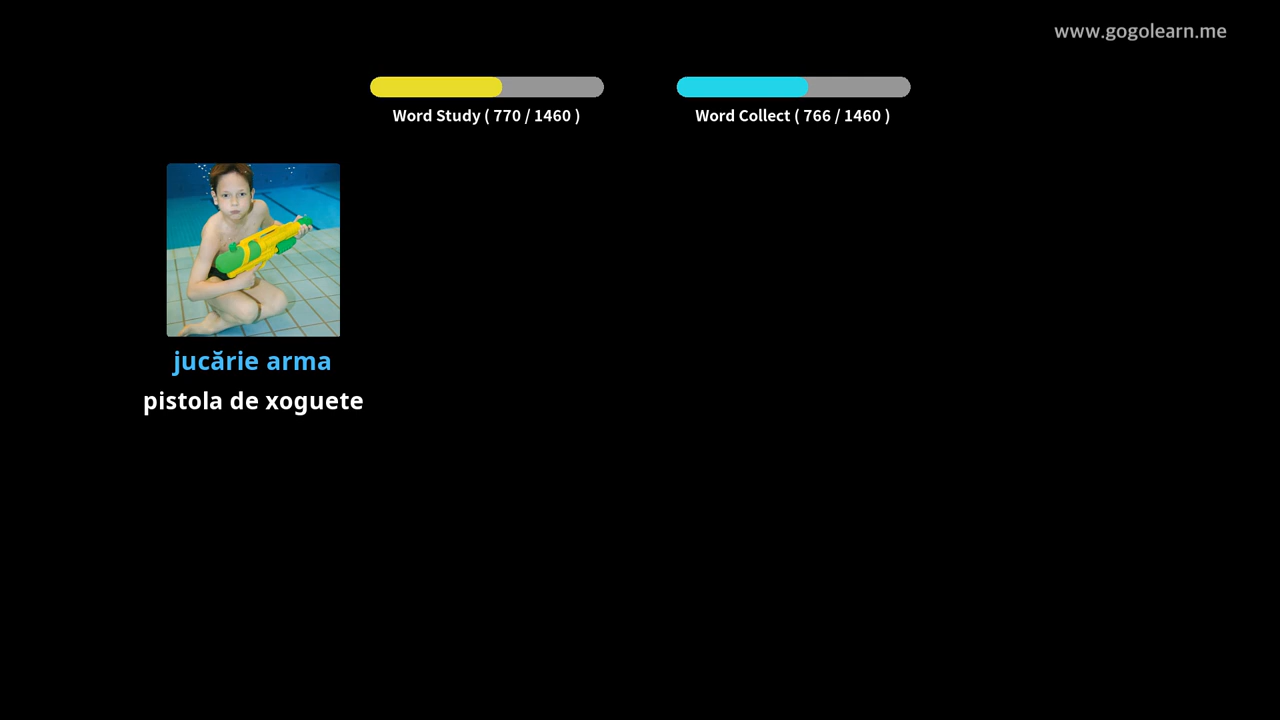 www.gogolearn.me
Word Study ( 770 / 1460 )
Word Collect ( 766 / 1460 )
jucărie arma
pistola de xoguete